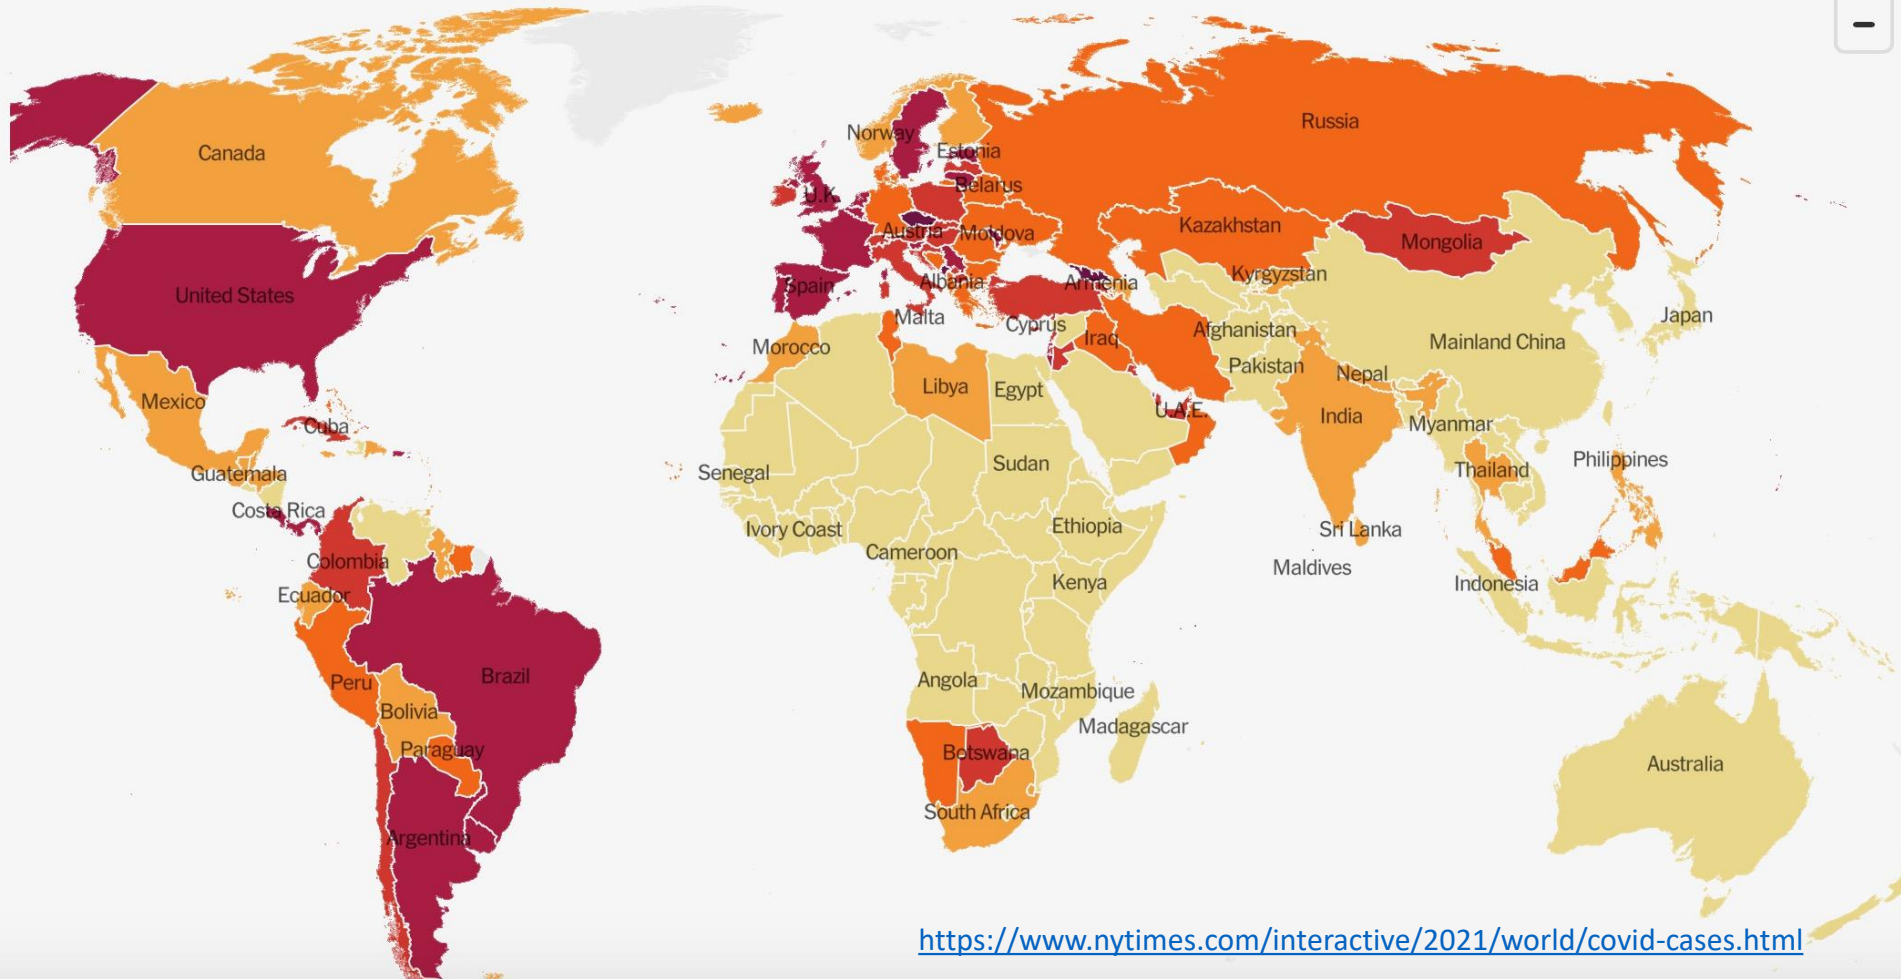 Russia
Norway
Canada
Estonia
Belarus
U.K.
Kazakhstan
Austria
Moldova
Mongolia
Kyrgyzstan
Albania
Armenia
Spain
United States
Malta
Cyprus
Japan
Afghanistan
Iraq
Mainland China
Morocco
Pakistan
Nepal
Libya
Egypt
Mexico
U.A.E.
India
Cuba
Myanmar
Guatemala
Senegal
Sudan
Thailand
Philippines
Costa Rica
Ivory Coast
Ethiopia
Sri Lanka
Cameroon
Colombia
Maldives
Kenya
Indonesia
Ecuador
Brazil
Peru
Angola
Mozambique
Bolivia
Madagascar
Paraguay
Botswana
Australia
South Africa
Argentina
https://www.nytimes.com/interactive/2021/world/covid-cases.html